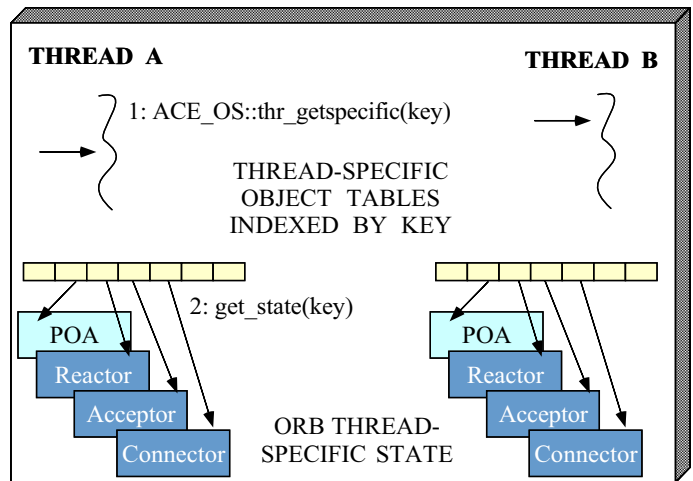 THREAD A
THREAD B
1: ACE_OS::thr_getspecific(key)
THREAD-SPECIFIC
OBJECT TABLES
INDEXED BY KEY
2: get_state(key)
POA
Reactor
Acceptor
Connector
ORB THREAD-
SPECIFIC STATE
POA
Reactor
Acceptor
Connector